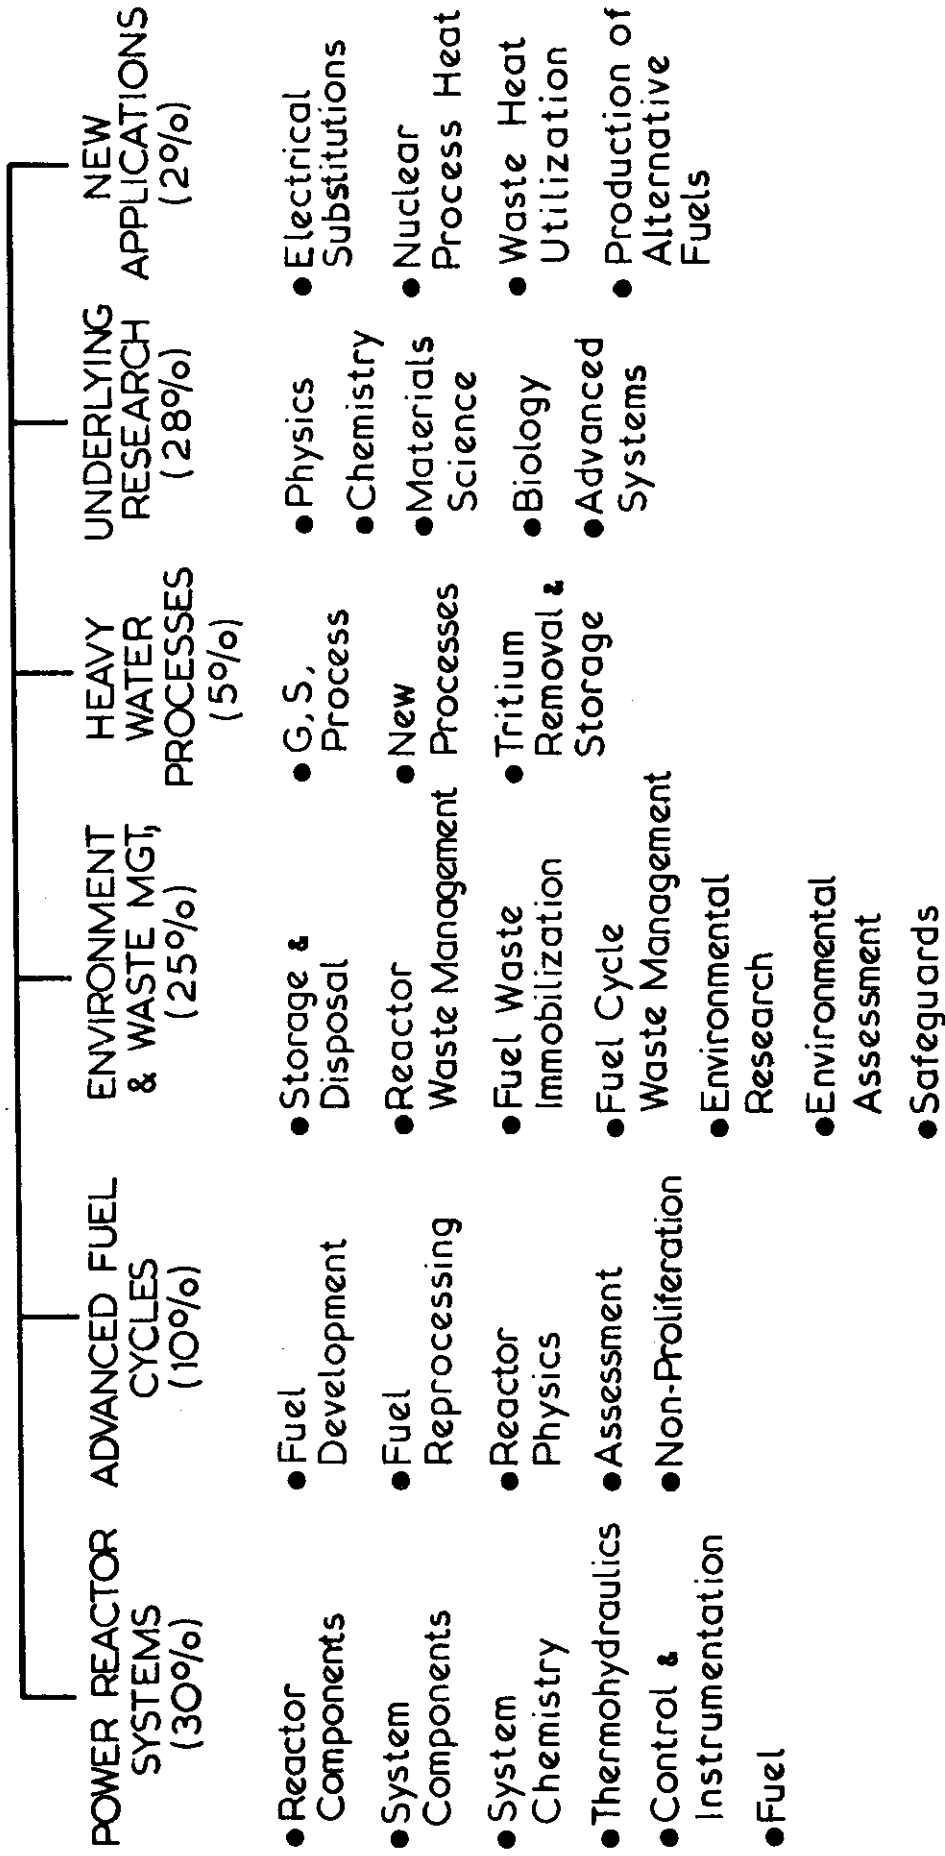 POWER REACTOR
SYSTEMS
(30%)
● Reactor
Components
● System
Components
● System
Chemistry
● Thermohydraulics
● Control &
Instrumentation
● Fuel
ADVANCED FUEL
CYCLES
(10%)
● Fuel
Development
● Fuel
Reprocessing
● Reactor
Physics
● Assessment
● Non-Proliferation
ENVIRONMENT
& WASTE MGT,
(25%)
● Storage &
Disposal
● Reactor
Waste Management
● Fuel Waste
Immobilization
● Fuel Cycle
Waste Management
● Environmental
Research
● Environmental
Assessment
● Safeguards
HEAVY
WATER
PROCESSES
(5%)
● G,S,
Process
● New
Processes
● Tritium
Removal &
Storage
UNDERLYING
RESEARCH
(28%)
● Physics
● Chemistry
● Materials
Science
● Biology
● Advanced
Systems
NEW
APPLICATIONS
(2%)
● Electrical
Substitutions
● Nuclear
Process Heat
● Waste Heat
Utilization
● Production of
Alternative
Fuels